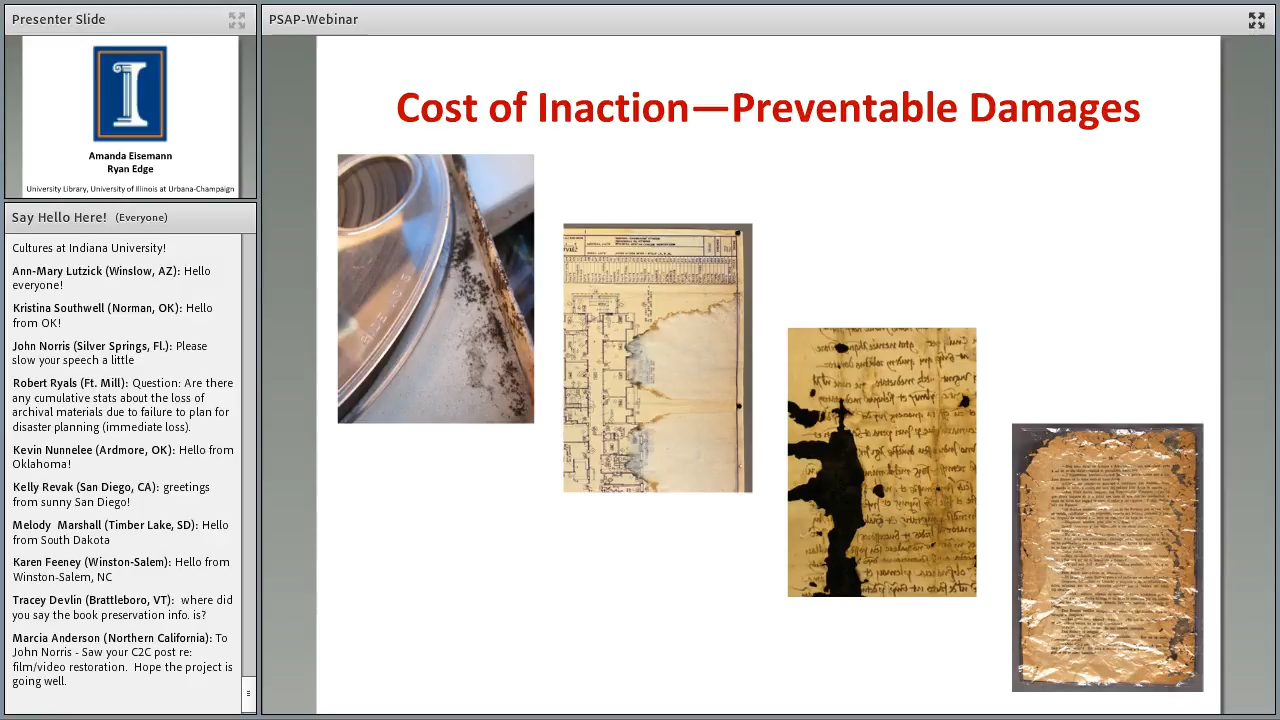 Presenter Slide
Amanda Eisemann
Ryan Edge
University Library, University of Illinois at Urbana-Champaign
Say Hello Here! (Everyone)
Cultures at Indiana University!
Ann-Mary Lutzick (Winslow, AZ): Hello
everyone!
Kristina Southwell (Norman, OK): Hello
from OK!
John Norris (Silver Springs, Fl.): Please
slow your speech a little
Robert Ryals (Ft. Mill): Question: Are there
any cumulative stats about the loss of
archival materials due to failure to plan for
disaster planning (immediate loss).
Kevin Nunnelee (Ardmore, OK): Hello from
Oklahoma!
Kelly Revak (San Diego, CA): greetings
from sunny San Diego!
Melody Marshall (Timber Lake, SD): Hello
from South Dakota
Karen Feeney (Winston-Salem): Hello from
Winston-Salem, NC
Tracey Devlin (Brattleboro, VT): where did
you say the book preservation info. is?
Marcia Anderson (Northern California): To
John Norris - Saw your C2C post re:
film/video restoration. Hope the project is
going well.
PSAP-Webinar
Cost of Inaction—Preventable Damages